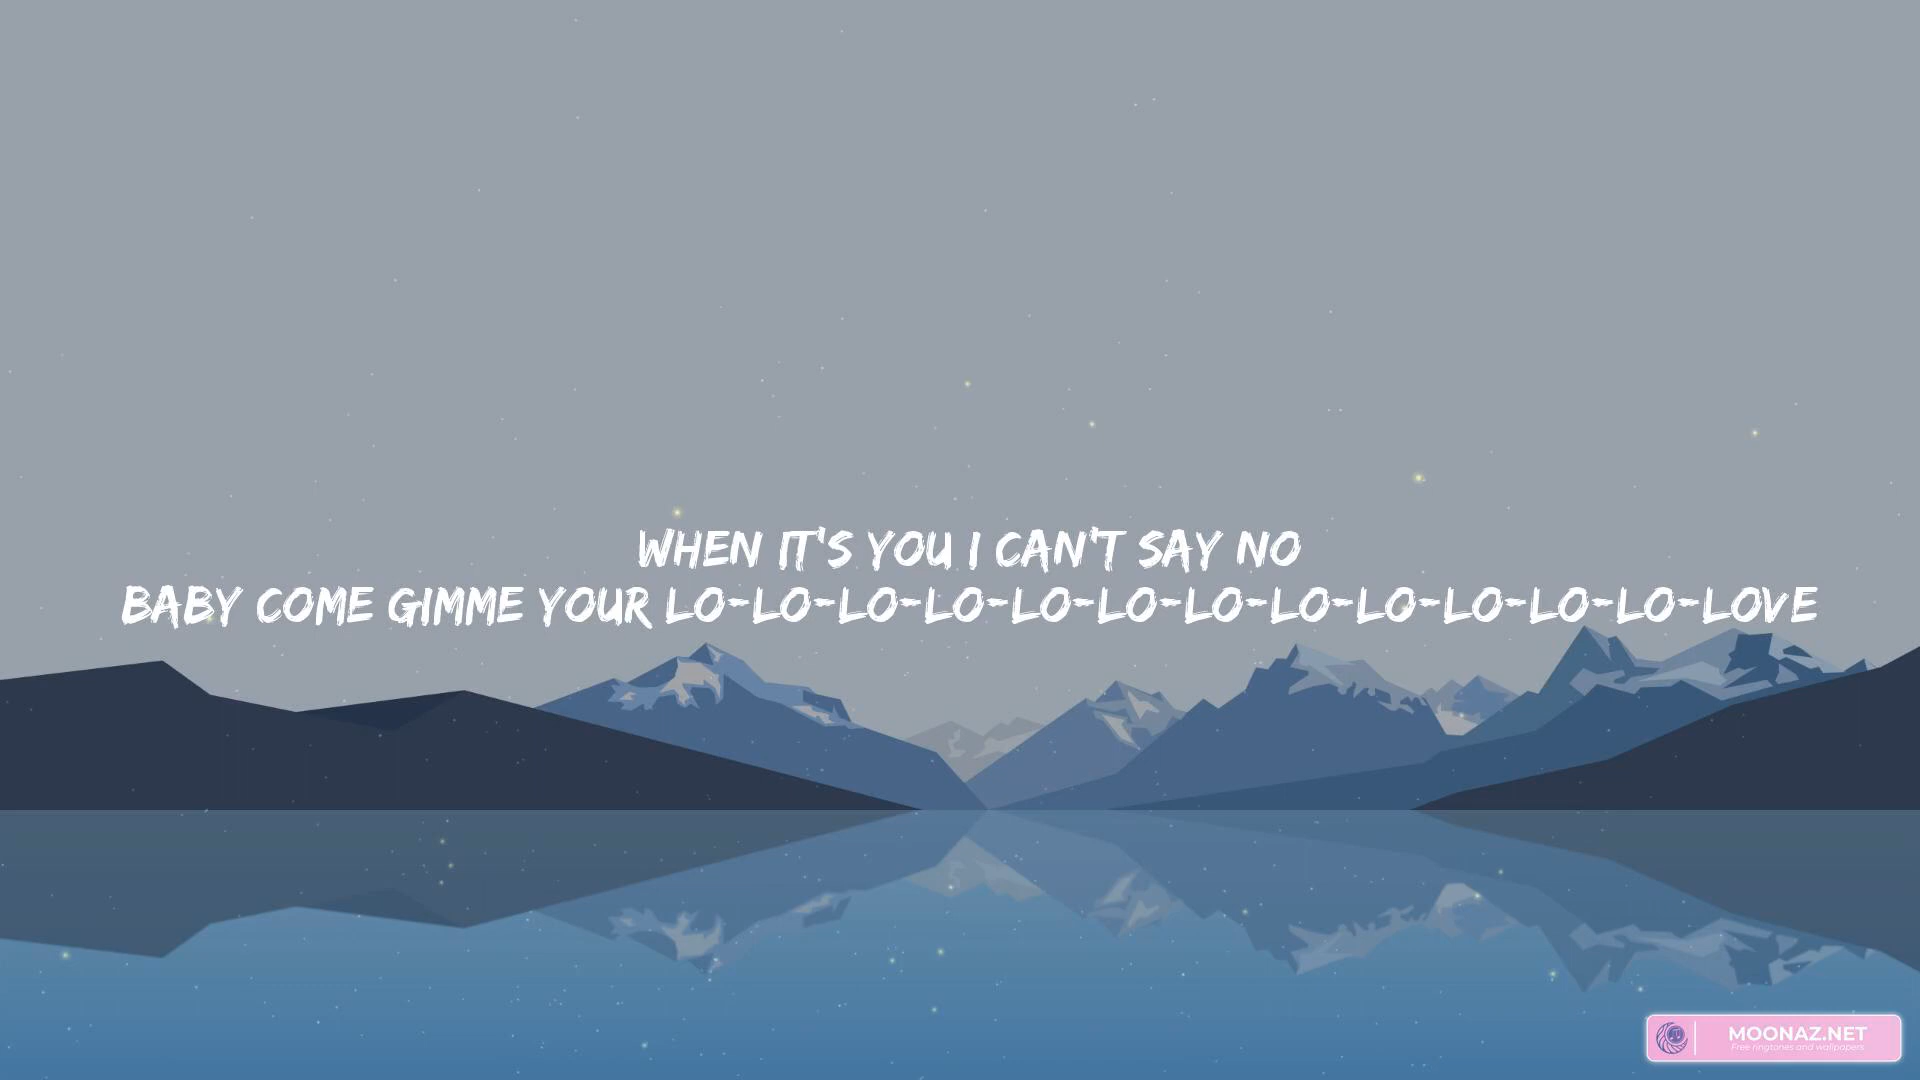 WHEN IT'S YOU I CAN'T SAY NO
BABY COME GIMME YOUR LO-LO-LO-LO-LO-LO-LO-LO-LO-LO-LO-LO-LOVE
MOONAZ.NET
Free ringtones and wallpapers